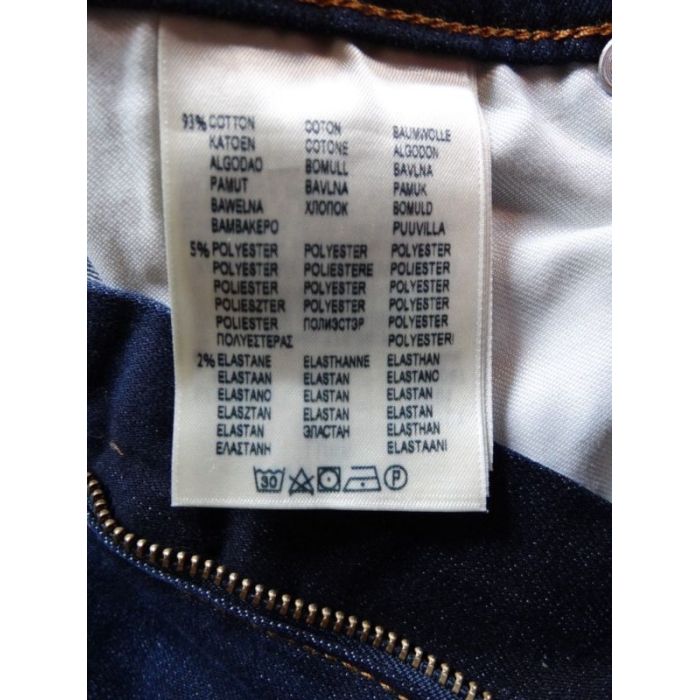 93% COTTON COTON BAUMWOLLE
KATOEN COTONE ALGODON
ALGODAO BOMULL BAVLNA
PAMUT BAVLNA PAMUK
BAWELNA ХЛОПОК BOMULD
ΒΑΜΒΑΚΕΡΟ PUUVILLA
5% POLYESTER POLYESTER POLYESTER
POLYESTER POLIESTERE POLIESTER
POLIESTER POLYESTER POLYESTER
POLIESZTER POLYESTER POLYESTER
POLIESTER ПОЛИЭСТЭР POLYESTER
ΠΟΛΥΕΣΤΕΡΑΣ POLYESTERI
2% ELASTANE ELASTHANNE ELASTHAN
ELASTAAN ELASTAN ELASTANO
ELASTANO ELASTAN ELASTAN
ELASZTAN ELASTAN ELASTAN
ELASTAN ЭЛАСТАН ELASTHAN
ΕΛΑΣΤΑΝΗ ELASTAANI
30 P